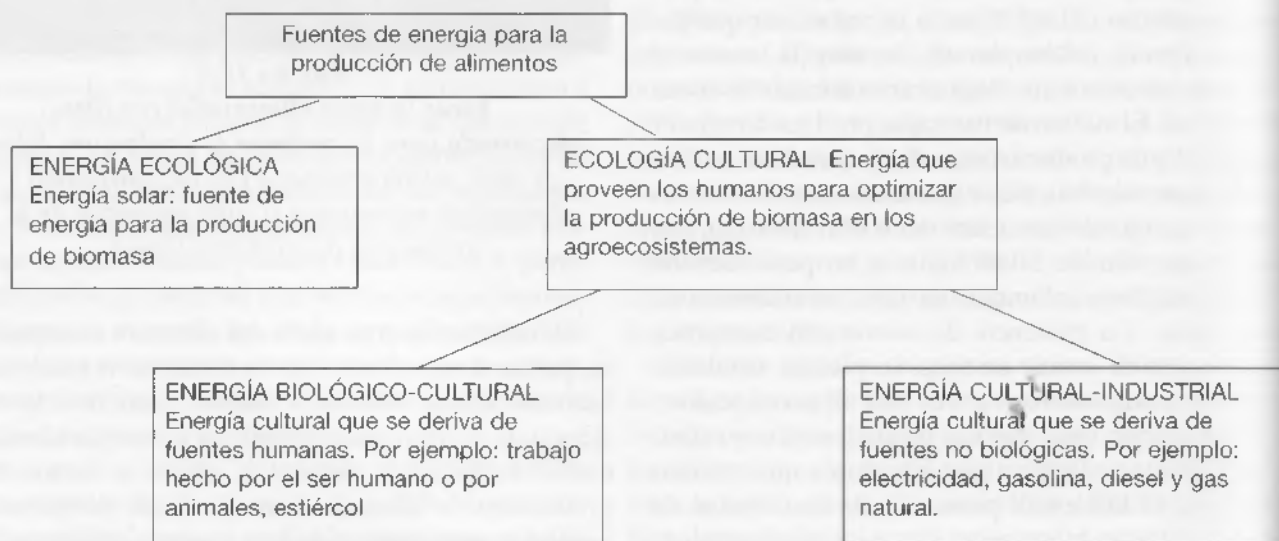 Fuentes de energía para la
producción de alimentos
ENERGÍA ECOLÓGICA
Energía solar: fuente de
energía para la producción
de biomasa
ECOLOGÍA CULTURAL Energía que
proveen los humanos para optimizar
la producción de biomasa en los
agroecosistemas.
ENERGÍA BIOLÓGICO-CULTURAL
Energía cultural que se deriva de
fuentes humanas. Por ejemplo: trabajo
hecho por el ser humano o por
animales, estiércol
ENERGÍA CULTURAL-INDUSTRIAL
Energía cultural que se deriva de
fuentes no biológicas. Por ejemplo:
electricidad, gasolina, diesel y gas
natural.